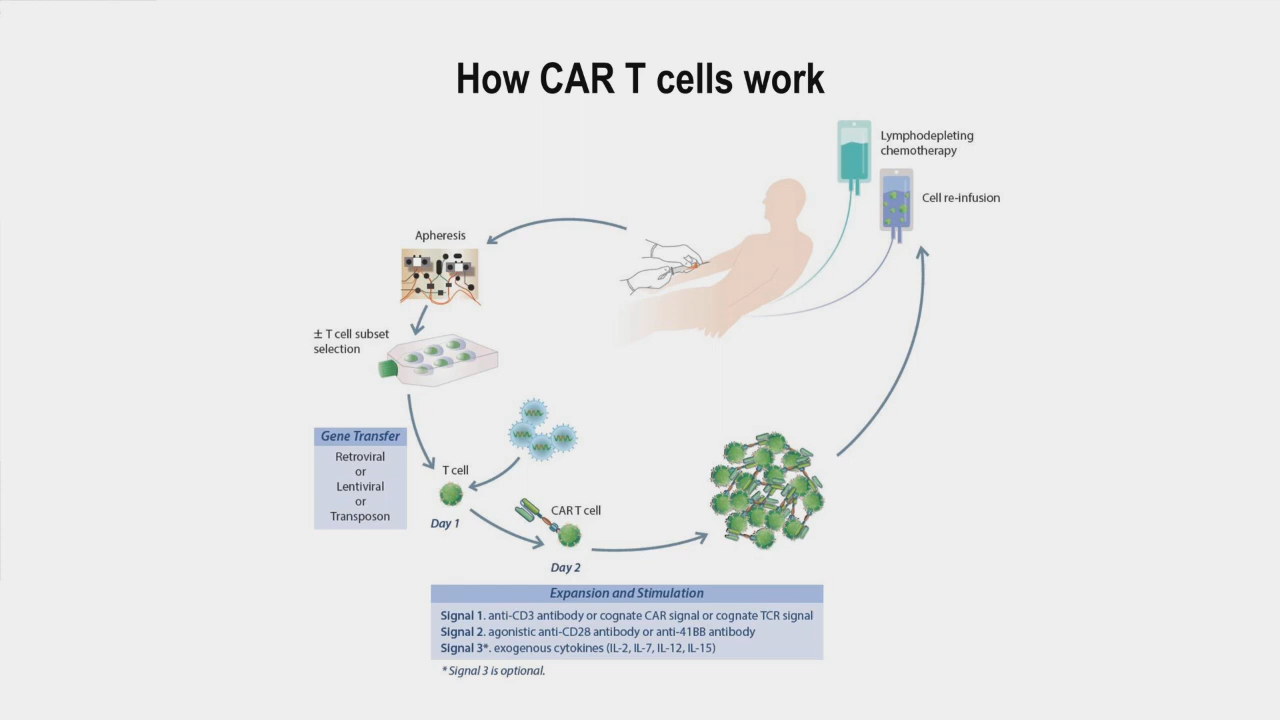 How CAR T cells work
Lymphodepleting
chemotherapy
Cell re-infusion
Apheresis
± T cell subset
selection
Gene Transfer
Retroviral
or
Lentiviral
or
Transposon
T cell
Day 1
CAR T cell
Day 2
Expansion and Stimulation
Signal 1. anti-CD3 antibody or cognate CAR signal or cognate TCR signal
Signal 2. agonistic anti-CD28 antibody or anti-41BB antibody
Signal 3*. exogenous cytokines (IL-2, IL-7, IL-12, IL-15)
* Signal 3 is optional.